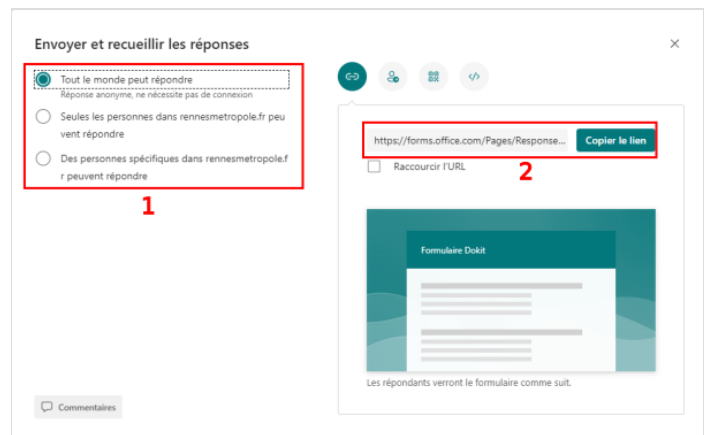 Envoyer et recueillir les réponses
Tout le monde peut répondre
Réponse anonyme, ne nécessite pas de connexion
Seules les personnes dans rennesmetropole.fr peu
vent répondre
Des personnes spécifiques dans rennesmetropole.f
r peuvent répondre
1
https://forms.office.com/Pages/Response...
Copier le lien
Raccourcir l'URL
2
Formulaire Dokit
Les répondants verront le formulaire comme suit.
Commentaires